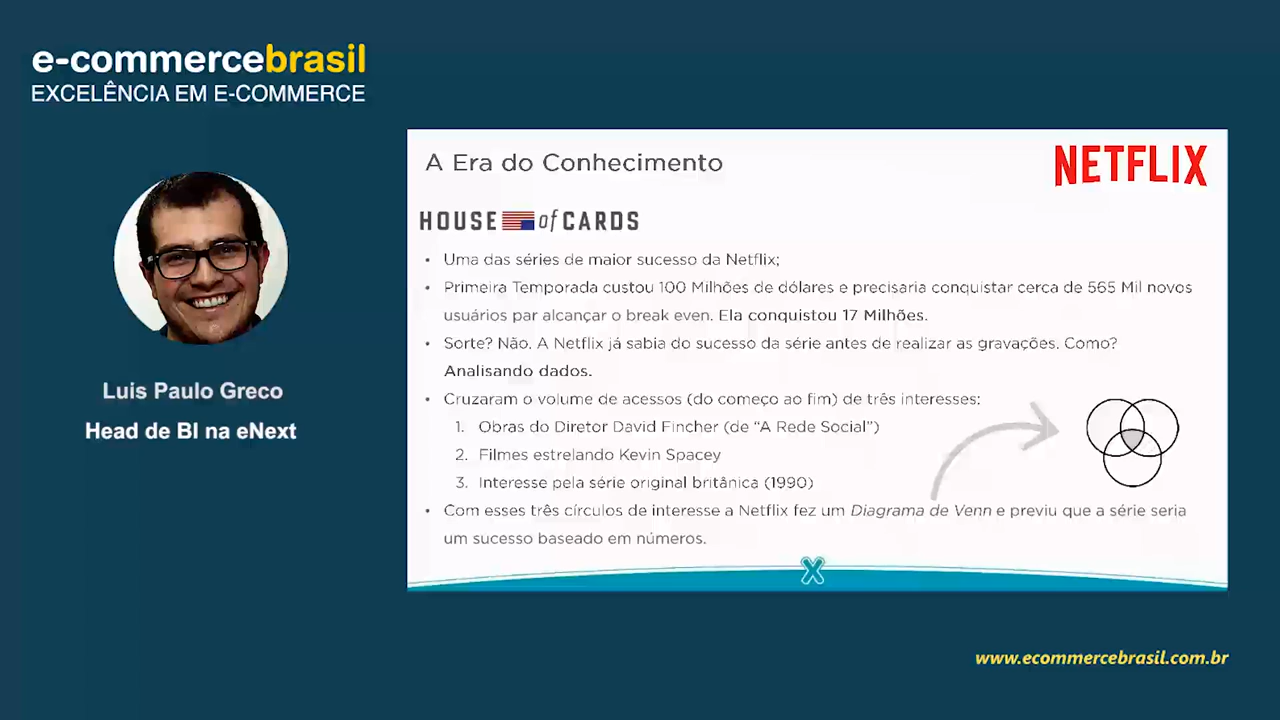 e-commercebrasil
EXCELÊNCIA EM E-COMMERCE
Luis Paulo Greco
Head de BI na eNext
A Era do Conhecimento
NETFLIX
HOUSE of CARDS
• Uma das séries de maior sucesso da Netflix;
• Primeira Temporada custou 100 Milhões de dólares e precisaria conquistar cerca de 565 Mil novos
usuários par alcançar o break even. Ela conquistou 17 Milhões.
• Sorte? Não. A Netflix já sabia do sucesso da série antes de realizar as gravações. Como?
Analisando dados.
• Cruzaram o volume de acessos (do começo ao fim) de três interesses:
1. Obras do Diretor David Fincher (de “A Rede Social”)
2. Filmes estrelando Kevin Spacey
3. Interesse pela série original britânica (1990)
• Com esses três círculos de interesse a Netflix fez um Diagrama de Venn e previu que a série seria
um sucesso baseado em números.
X
www.ecommercebrasil.com.br